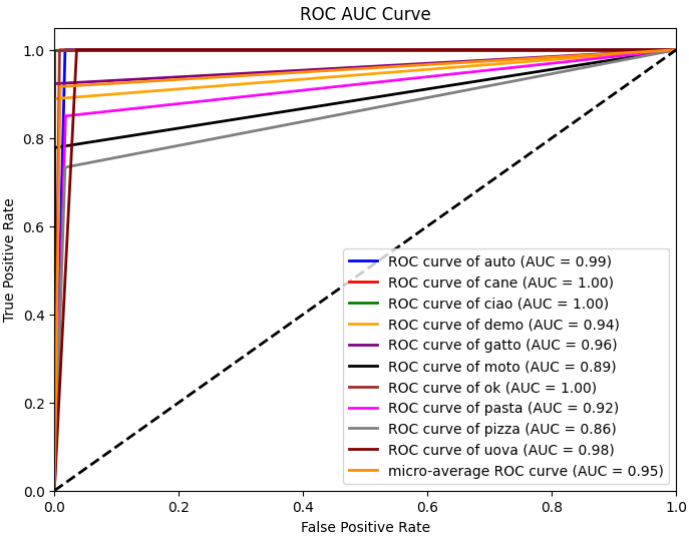 ROC AUC Curve
1.0
0.8
0.6
0.4
0.2
0.0
True Positive Rate
ROC curve of auto (AUC = 0.99)
ROC curve of cane (AUC = 1.00)
ROC curve of ciao (AUC = 1.00)
ROC curve of demo (AUC = 0.94)
ROC curve of gatto (AUC = 0.96)
ROC curve of moto (AUC = 0.89)
ROC curve of ok (AUC = 1.00)
ROC curve of pasta (AUC = 0.92)
ROC curve of pizza (AUC = 0.86)
ROC curve of uova (AUC = 0.98)
micro-average ROC curve (AUC = 0.95)
0.0 0.2 0.4 0.6 0.8 1.0
False Positive Rate